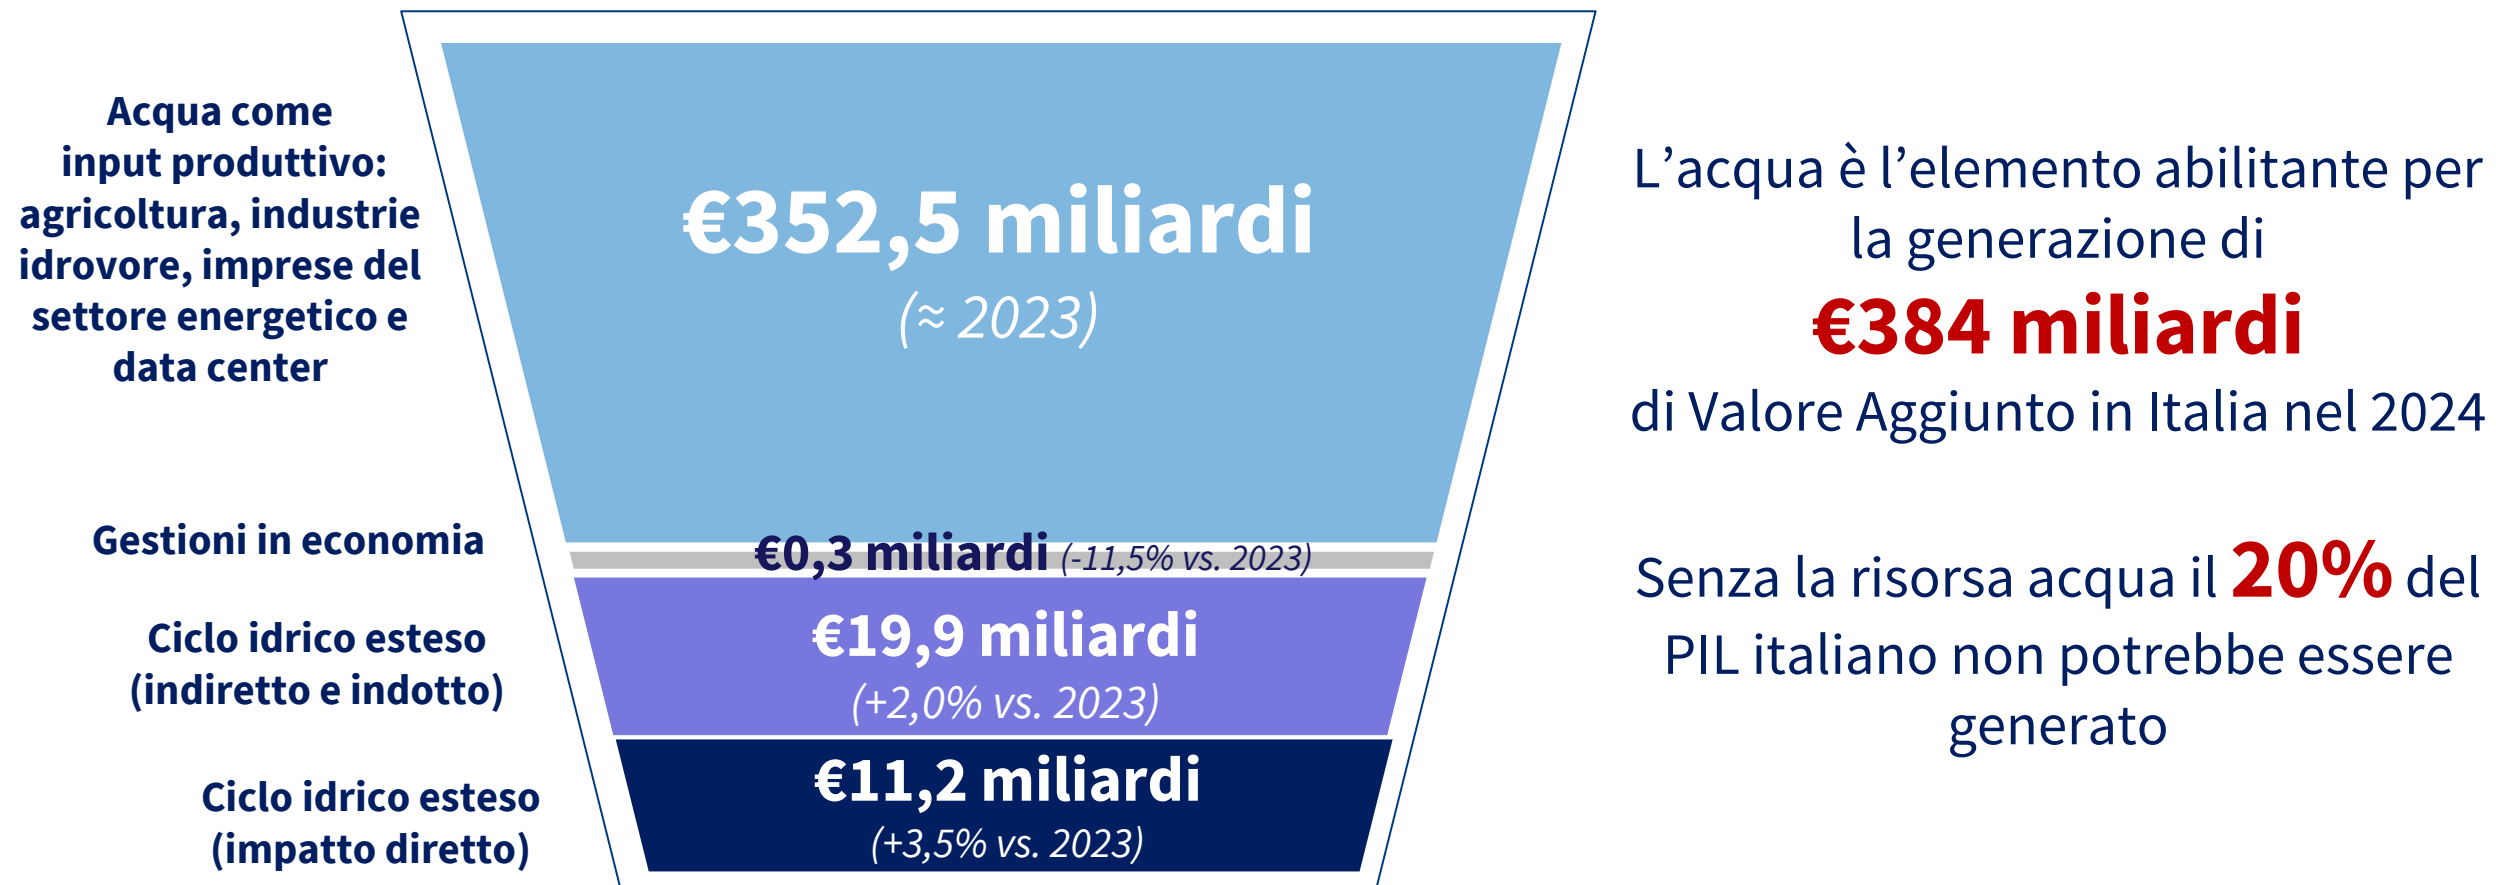 Acqua come
input produttivo:
agricoltura, industrie
idrovore, imprese del
settore energetico e
data center
€352,5 miliardi
(≈ 2023)
Gestioni in economia
€0,3 miliardi (-11,5% vs. 2023)
Ciclo idrico esteso
(indiretto e indotto)
€19,9 miliardi
(+2,0% vs. 2023)
Ciclo idrico esteso
(impatto diretto)
€11,2 miliardi
(+3,5% vs. 2023)
L’acqua è l’elemento abilitante per
la generazione di
€384 miliardi
di Valore Aggiunto in Italia nel 2024
Senza la risorsa acqua il 20% del
PIL italiano non potrebbe essere
generato